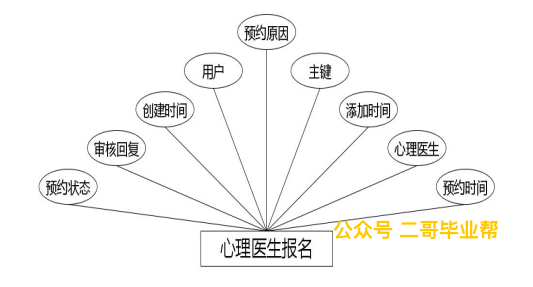 预约原因
用户
主键
创建时间
添加时间
审核回复
心理医生
预约状态
预约时间
公众号 二哥毕业帮
心理医生报名